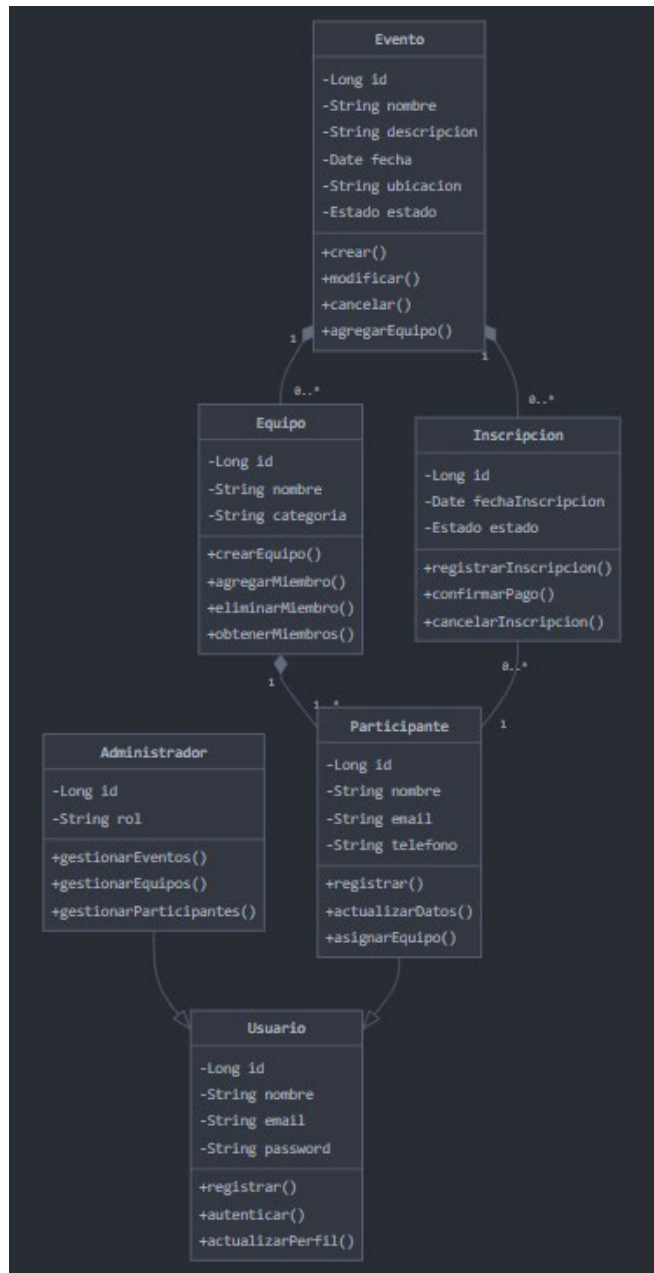 Evento
-Long id
-String nombre
-String descripcion
-Date fecha
-String ubicacion
-Estado estado
+crear()
+modificar()
+cancelar()
+agregarEquipo()
1
1
0..*
0..*
Equipo
-Long id
-String nombre
-String categoria
+crearEquipo()
+agregarMiembro()
+eliminarMiembro()
+obtenerMiembros()
Inscripcion
-Long id
-Date fechaInscripcion
-Estado estado
+registrarInscripcion()
+confirmarPago()
+cancelarInscripcion()
1
1..*
0..*
1
Administrador
-Long id
-String rol
+gestionarEventos()
+gestionarEquipos()
+gestionarParticipantes()
Participante
-Long id
-String nombre
-String email
-String telefono
+registrar()
+actualizarDatos()
+asignarEquipo()
Usuario
-Long id
-String nombre
-String email
-String password
+registrar()
+autenticar()
+actualizarPerfil()